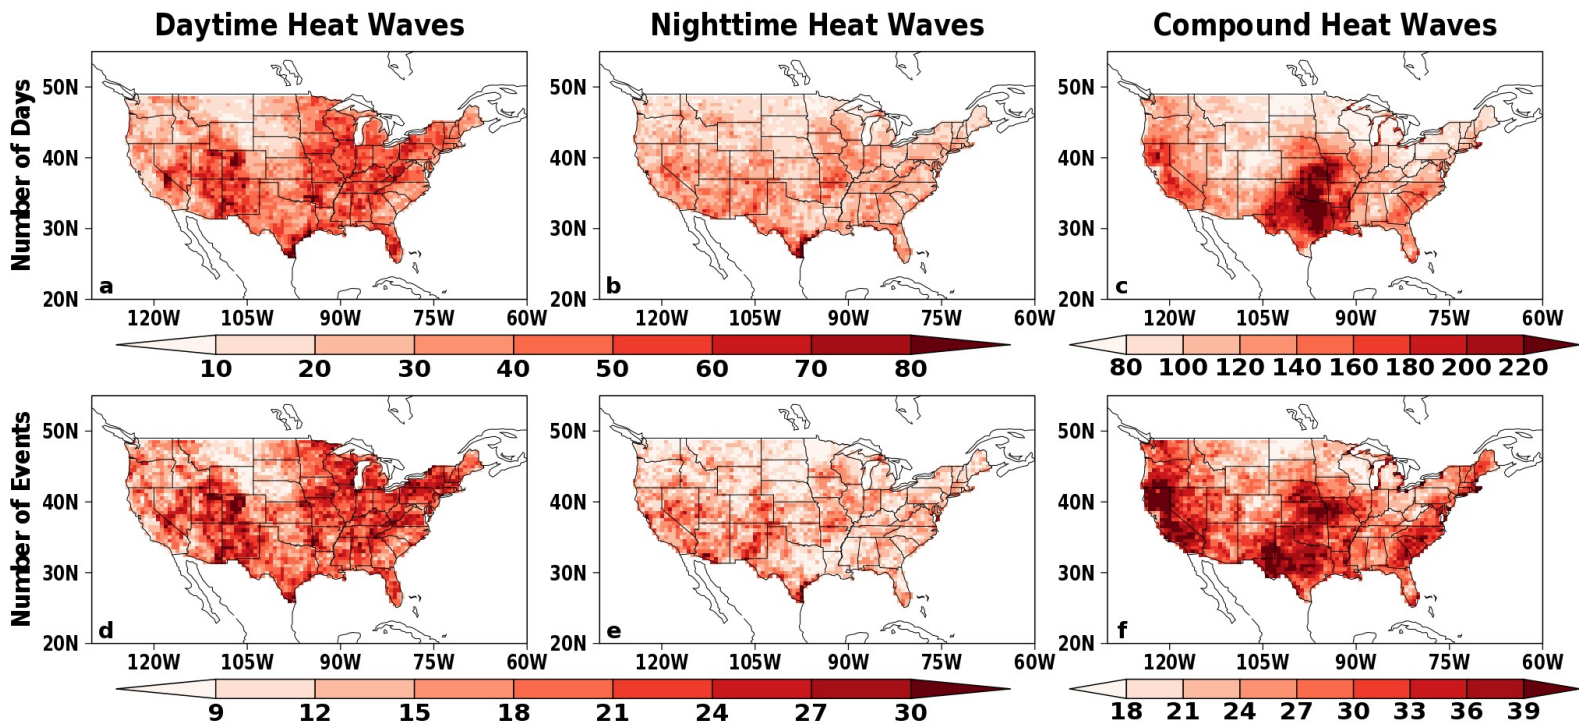 Daytime Heat Waves Nighttime Heat Waves Compound Heat Waves
Number of Days
50N 50N 50N
40N 40N 40N
30N 30N 30N
20N 20N 20N
a b c
120W 105W 90W 75W 60W 120W 105W 90W 75W 60W 120W 105W 90W 75W 60W
10 20 30 40 50 60 70 80 80 100 120 140 160 180 200 220
Number of Events
50N 50N 50N
40N 40N 40N
30N 30N 30N
20N 20N 20N
d e f
120W 105W 90W 75W 60W 120W 105W 90W 75W 60W 120W 105W 90W 75W 60W
9 12 15 18 21 24 27 30 18 21 24 27 30 33 36 39